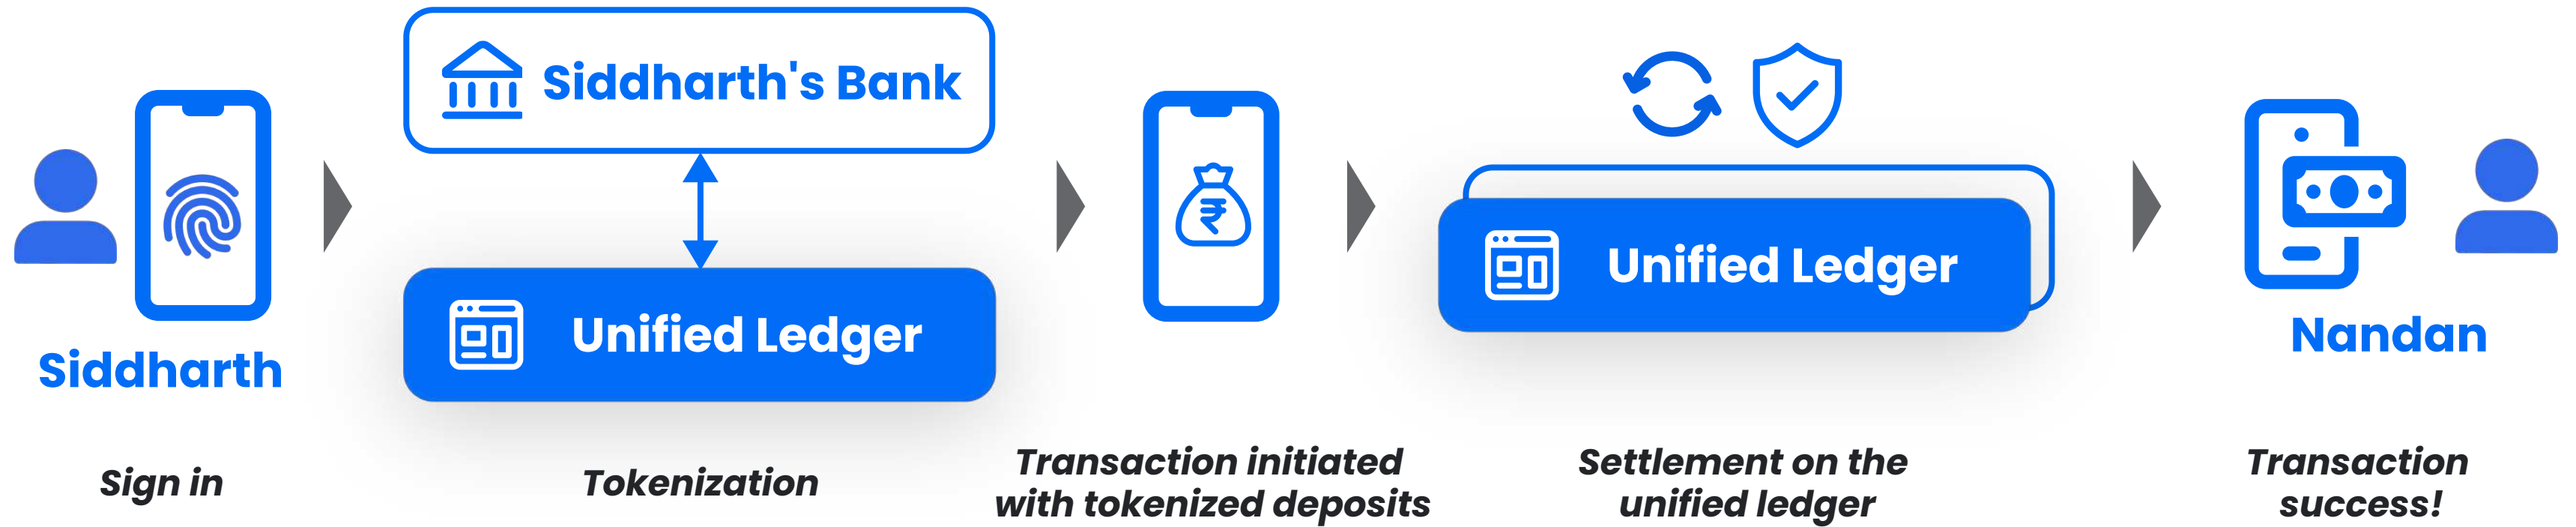 Siddharth's Bank
Unified Ledger
Siddharth
₹
Unified Ledger
Nandan
Sign in
Tokenization
Transaction initiated
with tokenized deposits
Settlement on the
unified ledger
Transaction
success!